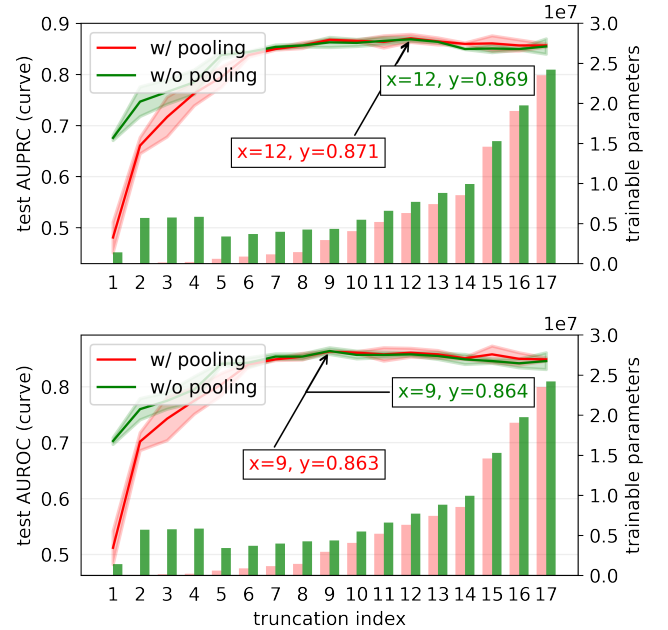 1e7
0.9
0.8
0.7
0.6
0.5
test AUPRC (curve)
w/ pooling
w/o pooling
x=12, y=0.869
x=12, y=0.871
3.0
2.5
2.0
1.5
1.0
0.5
0.0
trainable parameters
1 2 3 4 5 6 7 8 9 10 11 12 13 14 15 16 17
1e7
0.8
0.7
0.6
0.5
test AUROC (curve)
w/ pooling
w/o pooling
x=9, y=0.864
x=9, y=0.863
3.0
2.5
2.0
1.5
1.0
0.5
0.0
trainable parameters
1 2 3 4 5 6 7 8 9 10 11 12 13 14 15 16 17
truncation index